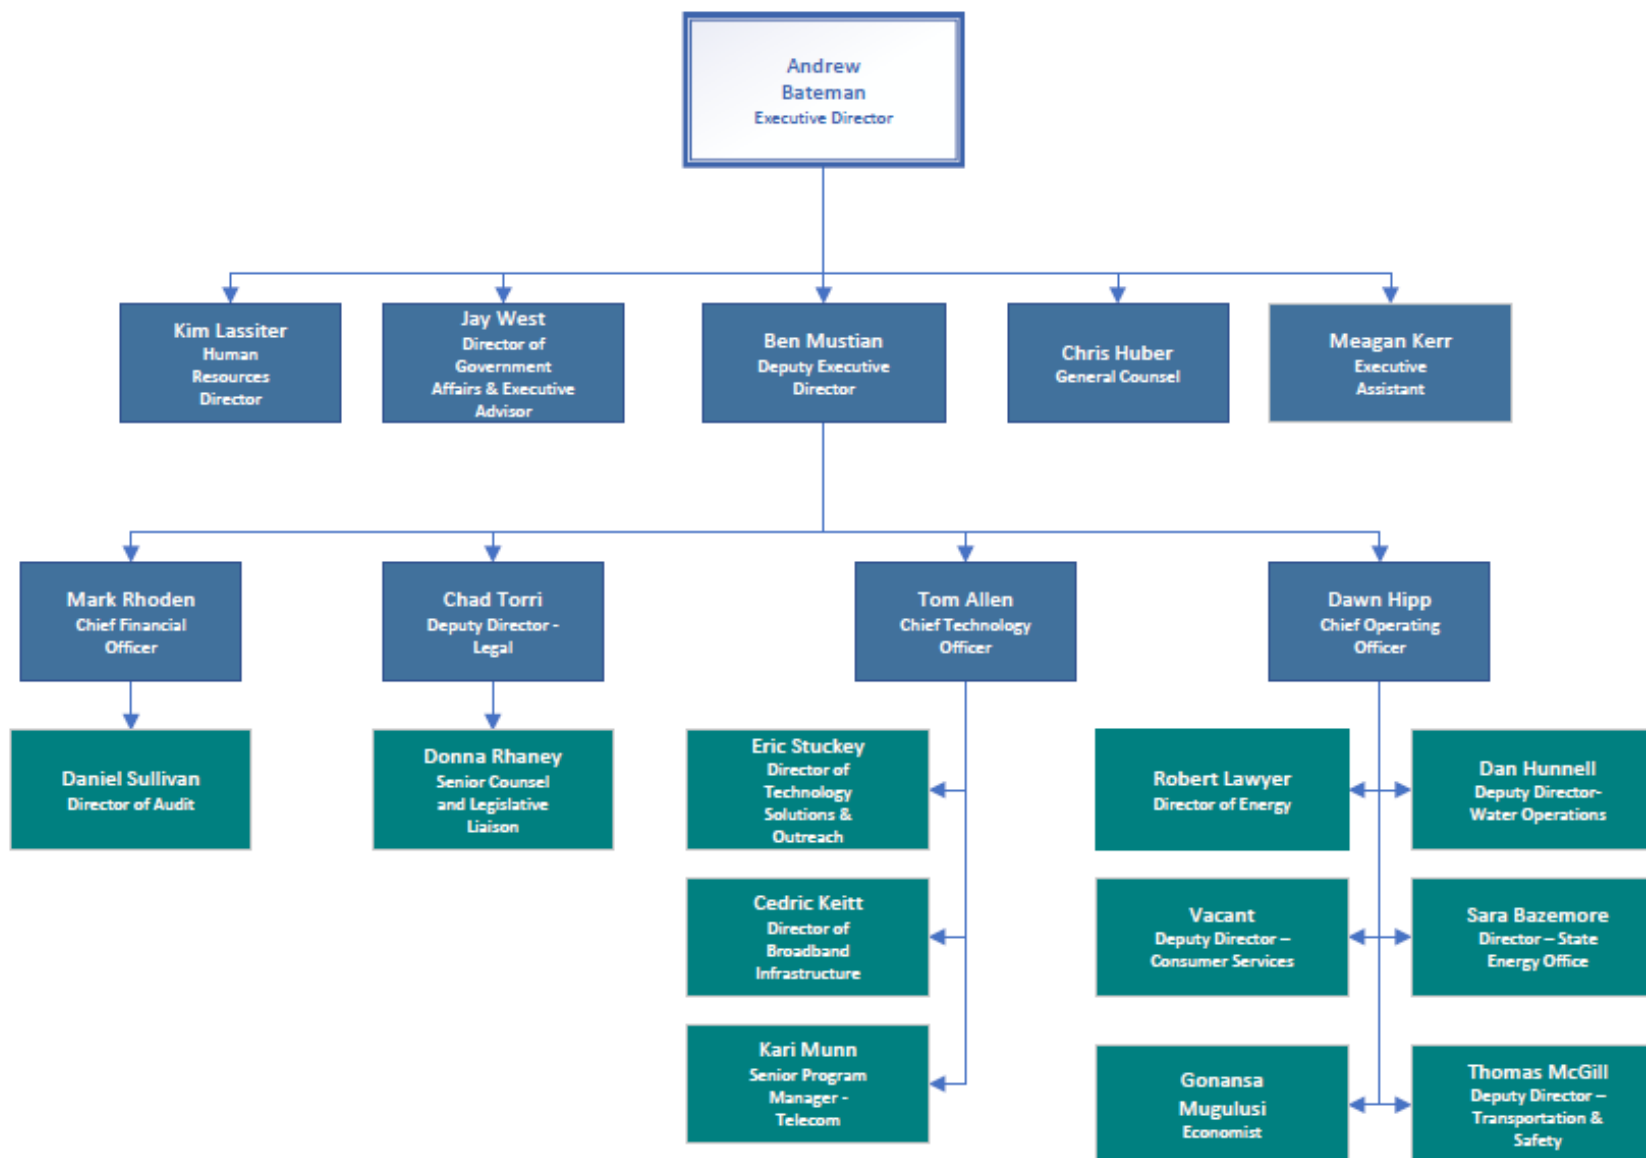 Andrew
Bateman
Executive Director
Kim Lassiter
Human
Resources
Director
Jay West
Director of
Government
Affairs & Executive
Advisor
Ben Mustian
Deputy Executive
Director
Chris Huber
General Counsel
Meagan Kerr
Executive
Assistant
Mark Rhoden
Chief Financial
Officer
Chad Torri
Deputy Director -
Legal
Tom Allen
Chief Technology
Officer
Dawn Hipp
Chief Operating
Officer
Daniel Sullivan
Director of Audit
Donna Rhaney
Senior Counsel
and Legislative
Liaison
Eric Stuckey
Director of
Technology
Solutions &
Outreach
Robert Lawyer
Director of Energy
Dan Hunnell
Deputy Director-
Water Operations
Cedric Keitt
Director of
Broadband
Infrastructure
Vacant
Deputy Director –
Consumer Services
Sara Bazemore
Director – State
Energy Office
Kari Munn
Senior Program
Manager -
Telecom
Gonansa
Mugulusi
Economist
Thomas McGill
Deputy Director –
Transportation &
Safety